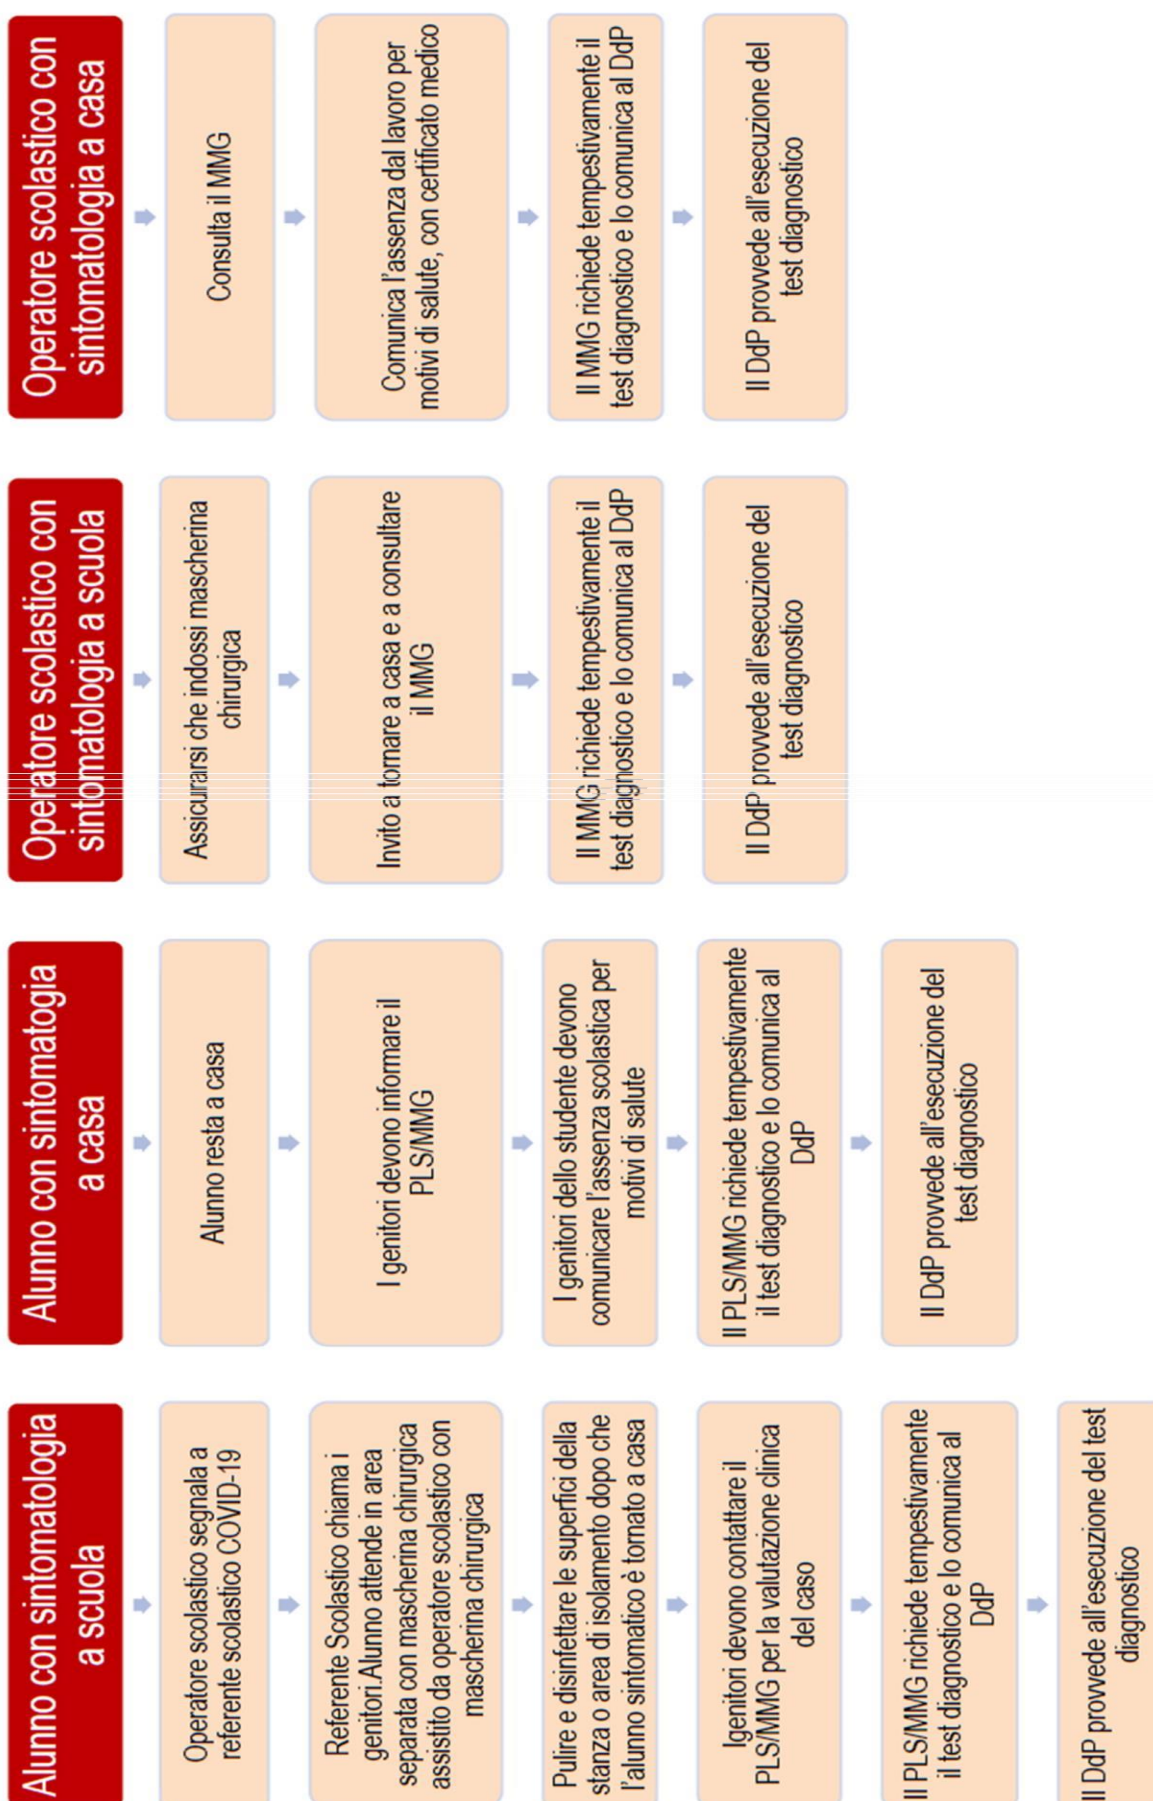 Alunno con sintomatologia
a scuola
Operatore scolastico segnala a
referente scolastico COVID-19
Referente Scolastico chiama i
genitori.Alunno attende in area
separata con mascherina chirurgica
assistito da operatore scolastico con
mascherina chirurgica
Pulire e disinfettare le superfici della
stanza o area di isolamento dopo che
l'alunno sintomatico è tornato a casa
Igenitori devono contattare il
PLS/MMG per la valutazione clinica
del caso
Il PLS/MMG richiede tempestivamente
il test diagnostico e lo comunica al
DdP
Il DdP provvede all'esecuzione del test
diagnostico
Alunno con sintomatogia
a casa
Alunno resta a casa
I genitori devono informare il
PLS/MMG
I genitori dello studente devono
comunicare l'assenza scolastica per
motivi di salute
Il PLS/MMG richiede tempestivamente
il test diagnostico e lo comunica al
DdP
Il DdP provvede all'esecuzione del
test diagnostico
Operatore scolastico con
sintomatologia a scuola
Assicurarsi che indossi mascherina
chirurgica
Invito a tornare a casa e a consultare
il MMG
Il MMG richiede tempestivamente il
test diagnostico e lo comunica al DdP
Il DdP provvede all'esecuzione del
test diagnostico
Operatore scolastico con
sintomatologia a casa
Consulta il MMG
Comunica l'assenza dal lavoro per
motivi di salute, con certificato medico
Il MMG richiede tempestivamente il
test diagnostico e lo comunica al DdP
Il DdP provvede all'esecuzione del
test diagnostico